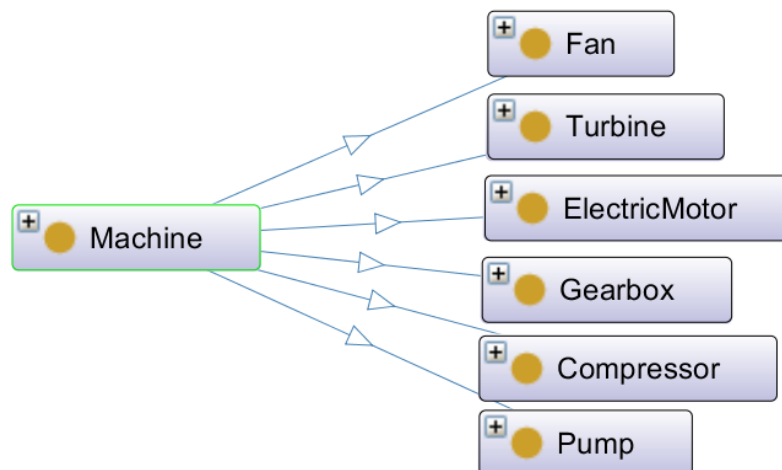 Fan
Turbine
ElectricMotor
Machine
Gearbox
Compressor
Pump